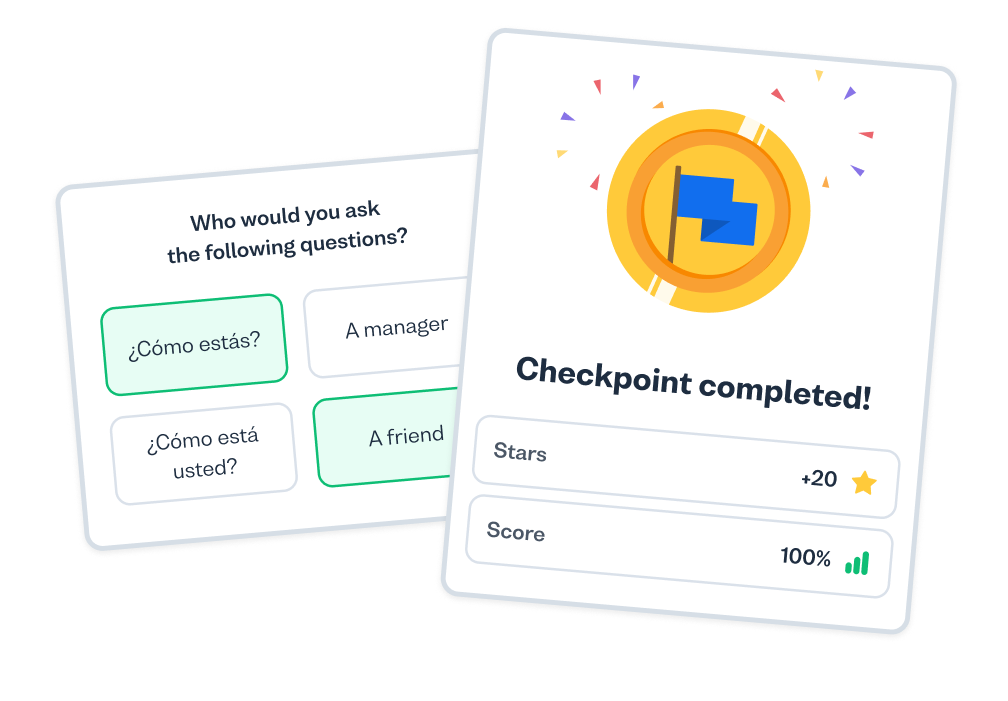 Who would you ask
the following questions?
¿Cómo estás?
A manager
¿Cómo está
usted?
A friend
Checkpoint completed!
Stars
+20
Score
100%